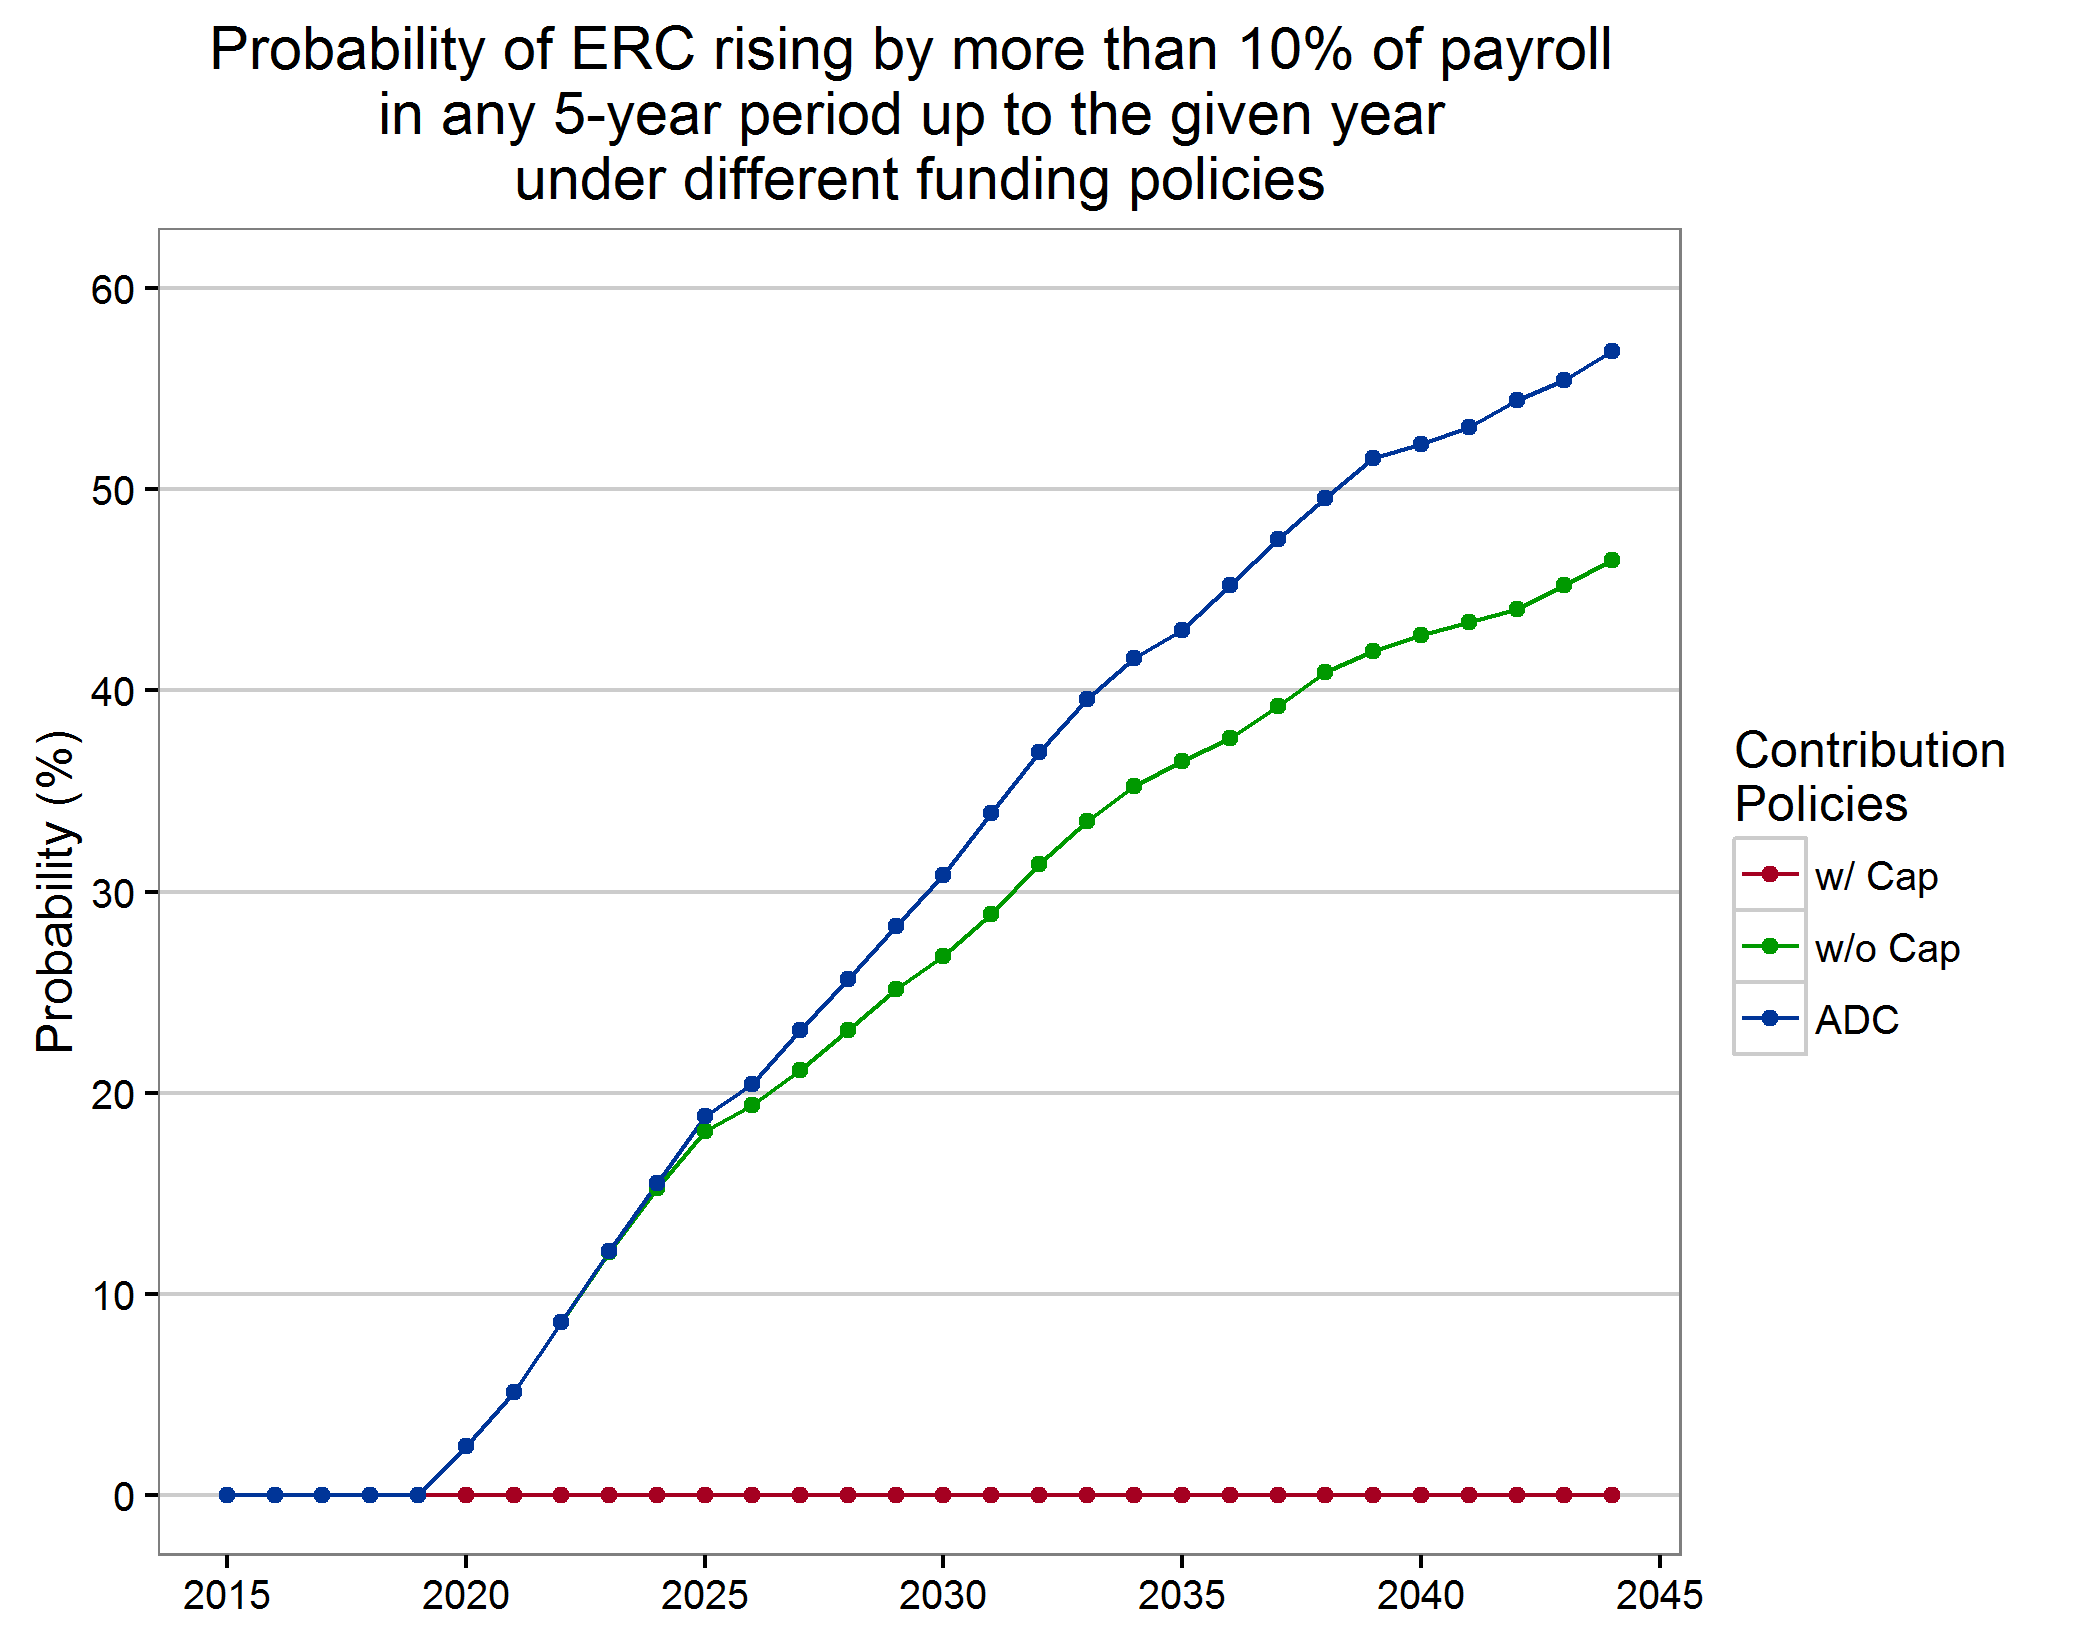 Probability of ERC rising by more than 10% of payroll
in any 5-year period up to the given year
under different funding policies
60
50
40
30
20
10
0
Probability (%)
2015 2020 2025 2030 2035 2040 2045
Contribution
Policies
w/ Cap
w/o Cap
ADC